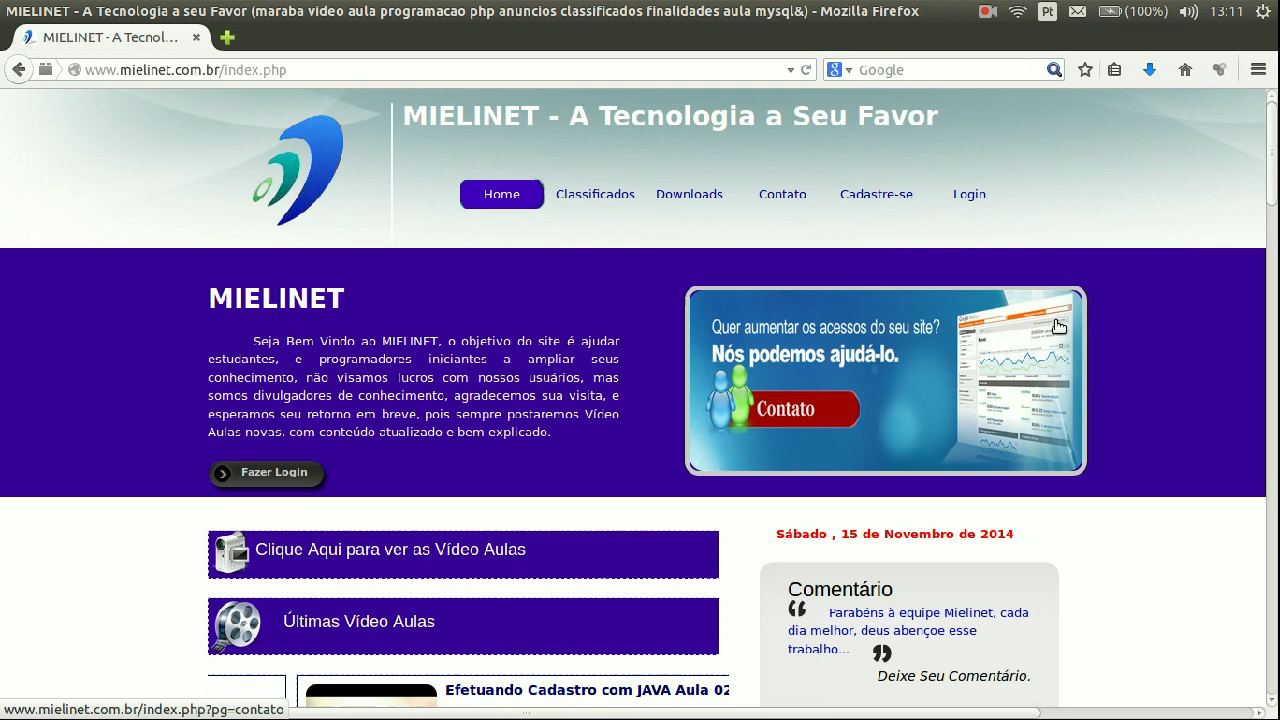 MIELINET - A Tecnologia a seu Favor (maraba video aula programacao php anuncios classificados finalidades aula mysql&) - Mozilla Firefox
Pt
(100%)
13:11
MIELINET - A Tecnol...
www.mielinet.com.br/index.php
Google
MIELINET - A Tecnologia a Seu Favor
Home
Classificados
Downloads
Contato
Cadastre-se
Login
MIELINET
Seja Bem Vindo ao MIELINET, o objetivo do site é ajudar
estudantes, e programadores iniciantes a ampliar seus
conhecimento não visamos lucros com nossos usuários, mas
somos divulgadores de conhecimento, agradecemos sua visita, e
esperamos seu retorno em breve, pois sempre postaremos Vídeo
Aulas novas, com conteúdo atualizado e bem explicado.
Fazer Login
Quer aumentar os acessos do seu site?
Nós podemos ajudá-lo.
Contato
Clique Aqui para ver as Vídeo Aulas
Últimas Vídeo Aulas
Efetuando Cadastro com JAVA Aula 02
Sábado , 15 de Novembro de 2014
Comentário
“ Parabéns à equipe Mielinet, cada
dia melhor, deus abençoe esse
trabalho... ”
Deixe Seu Comentário.
www.mielinet.com.br/index.php?pg=contato